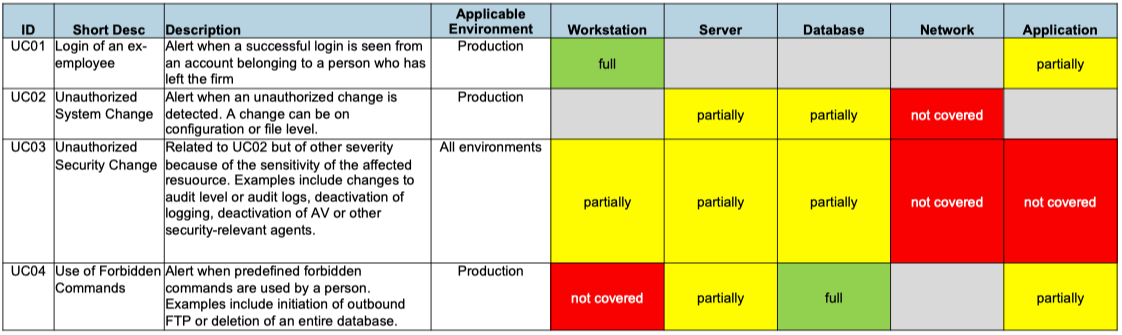 ID Short Desc Description Applicable Environment Workstation Server Database Network Application
UC01 Login of an ex- Alert when a successful login is seen from Production
employee an account belonging to a person who has full partially
left the firm
UC02 Unauthorized Alert when an unauthorized change is Production
System Change detected. A change can be on partially partially not covered
configuration or file level.
UC03 Unauthorized Related to UC02 but of other severity All environments
Security Change because of the sensitivity of the affected
resuource. Examples include changes to
audit level or audit logs, deactivation of partially partially partially not covered not covered
logging, deactivation of AV or other
security-relevant agents.
UC04 Use of Forbidden Alert when predefined forbidden Production
Commands commands are used by a person. not covered partially full partially
Examples include initiation of outbound
FTP or deletion of an entire database.